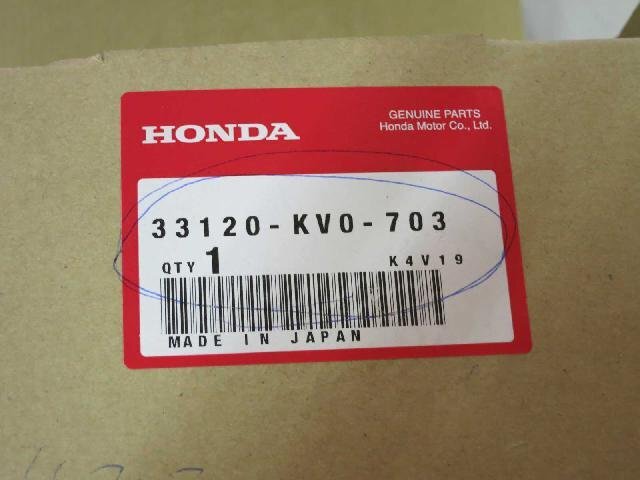 HONDA
GENUINE PARTS
Honda Motor Co., Ltd.
33120-KV0-703
QTY 1 K4V19
MADE IN JAPAN